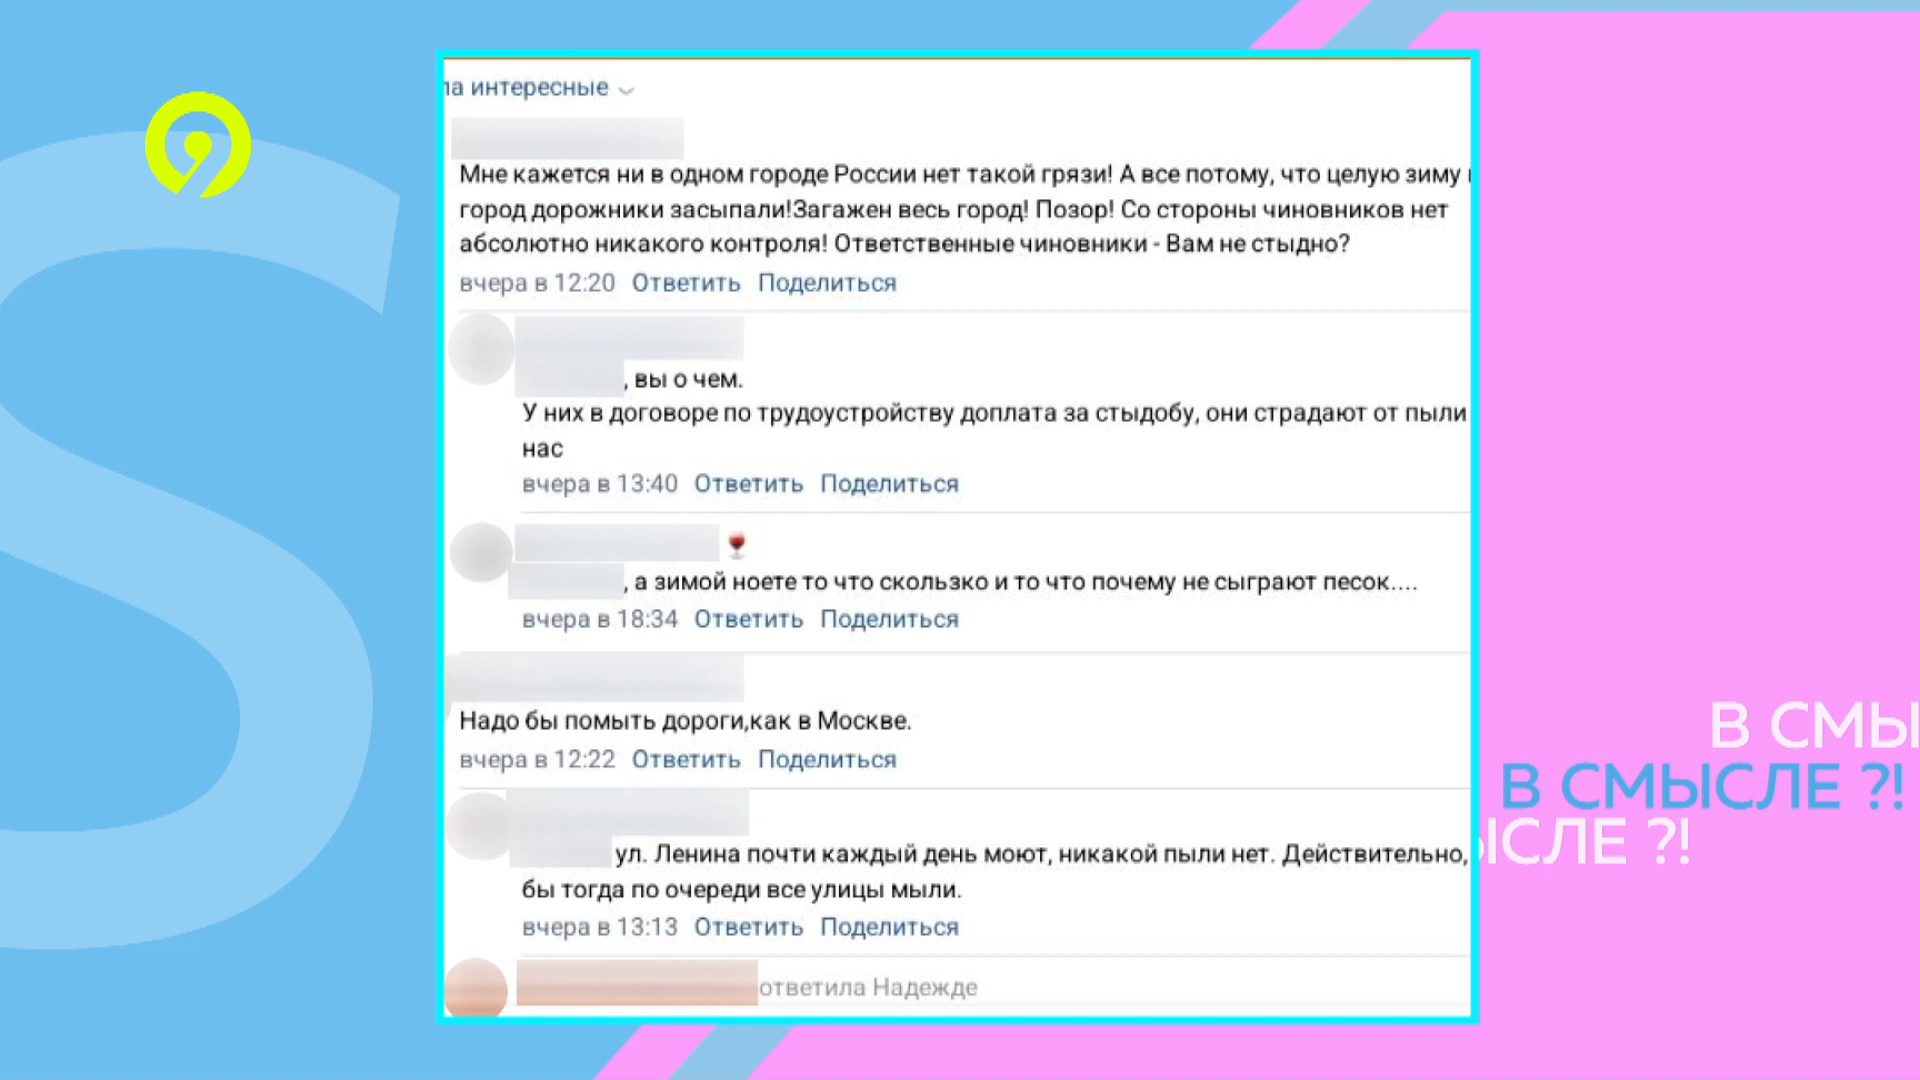 ла интересные
Мне кажется ни в одном городе России нет такой грязи! А все потому, что целую зиму
город дорожники засыпали!Загажен весь город! Позор! Со стороны чиновников нет
абсолютно никакого контроля! Ответственные чиновники - Вам не стыдно?
вчера в 12:20 Ответить Поделиться
, вы о чем.
У них в договоре по трудоустройству доплата за стыдобу, они страдают от пыли
нас
вчера в 13:40 Ответить Поделиться
, а зимой ноете то что скользко и то что почему не сыграют песок....
вчера в 18:34 Ответить Поделиться
Надо бы помыть дороги,как в Москве.
вчера в 12:22 Ответить Поделиться
ул. Ленина почти каждый день моют, никакой пыли нет. Действительно,
бы тогда по очереди все улицы мыли.
вчера в 13:13 Ответить Поделиться
ответила Надежде
В СМЫ
В СМЫСЛЕ ?!
ЫСЛЕ ?!